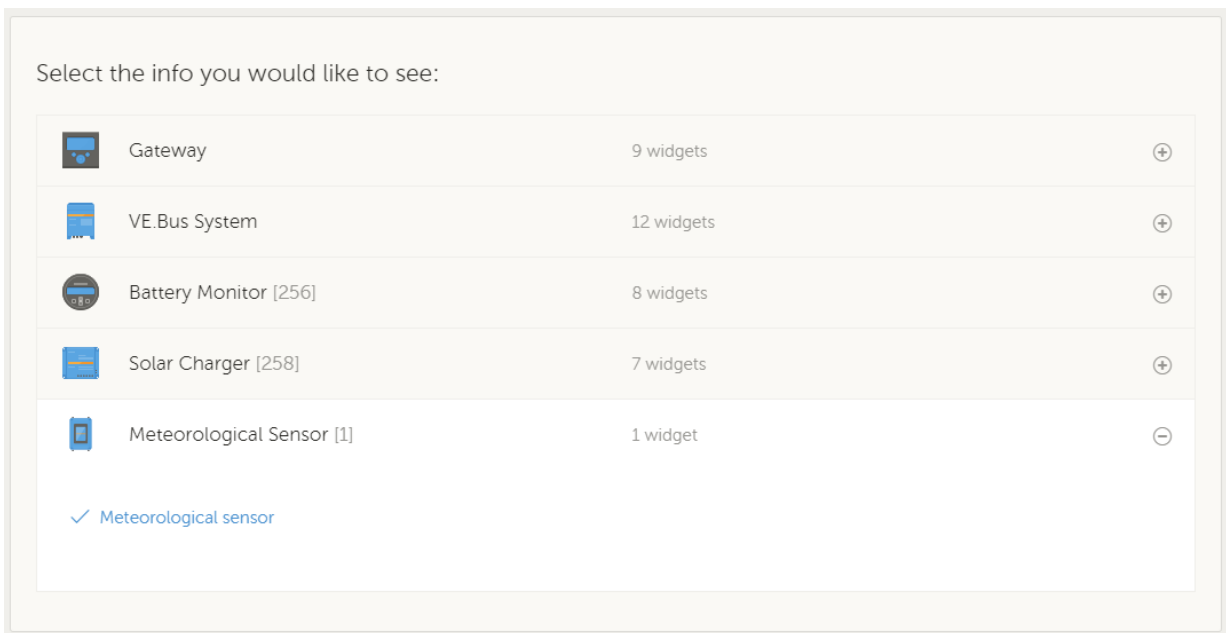 Select the info you would like to see:
Gateway 9 widgets
VE.Bus System 12 widgets
Battery Monitor [256] 8 widgets
Solar Charger [258] 7 widgets
Meteorological Sensor [1] 1 widget
Meteorological sensor